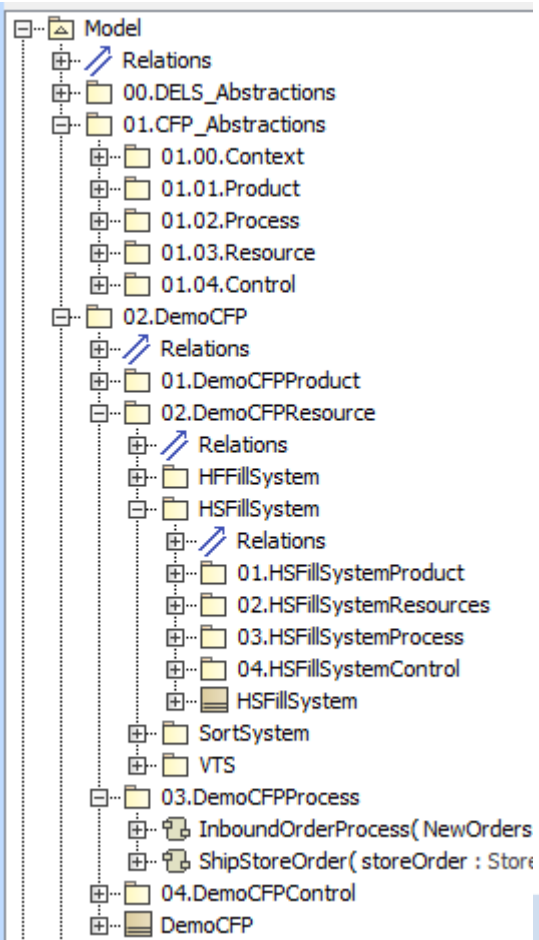 Model
Relations
00.DELS_Abstractions
01.CFP_Abstractions
01.00.Context
01.01.Product
01.02.Process
01.03.Resource
01.04.Control
02.DemoCFP
Relations
01.DemoCFPProduct
02.DemoCFPResource
Relations
HFFillSystem
HSFillSystem
Relations
01.HSFillSystemProduct
02.HSFillSystemResources
03.HSFillSystemProcess
04.HSFillSystemControl
HSFillSystem
SortSystem
VTS
03.DemoCFPProcess
InboundOrderProcess( NewOrders
ShipStoreOrder( storeOrder : Store
04.DemoCFPControl
DemoCFP